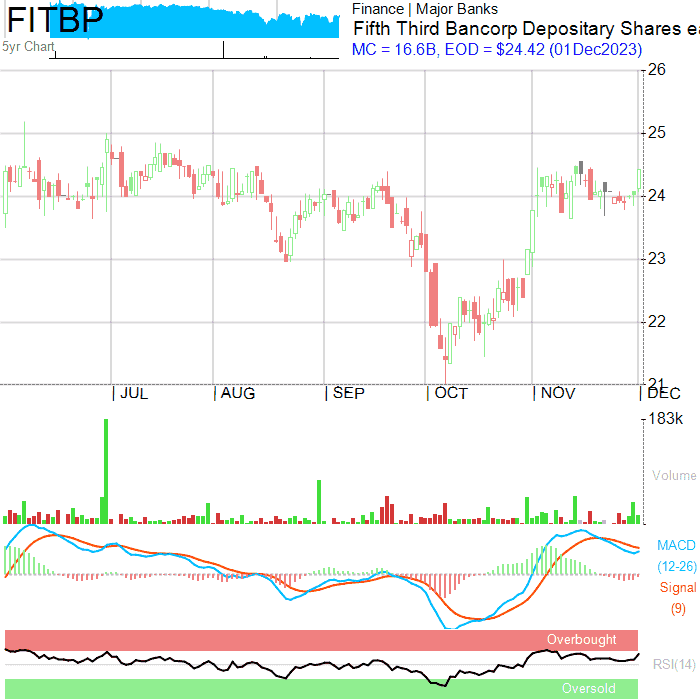 FITBP
Finance | Major Banks
Fifth Third Bancorp Depositary Shares ea
5yr Chart
MC = 16.6B, EOD = $24.42 (01Dec2023)
26
25
24
23
22
21
JUL AUG SEP OCT NOV DEC
183k
Volume
MACD
(12-26)
Signal
(9)
Overbought
RSI(14)
Oversold